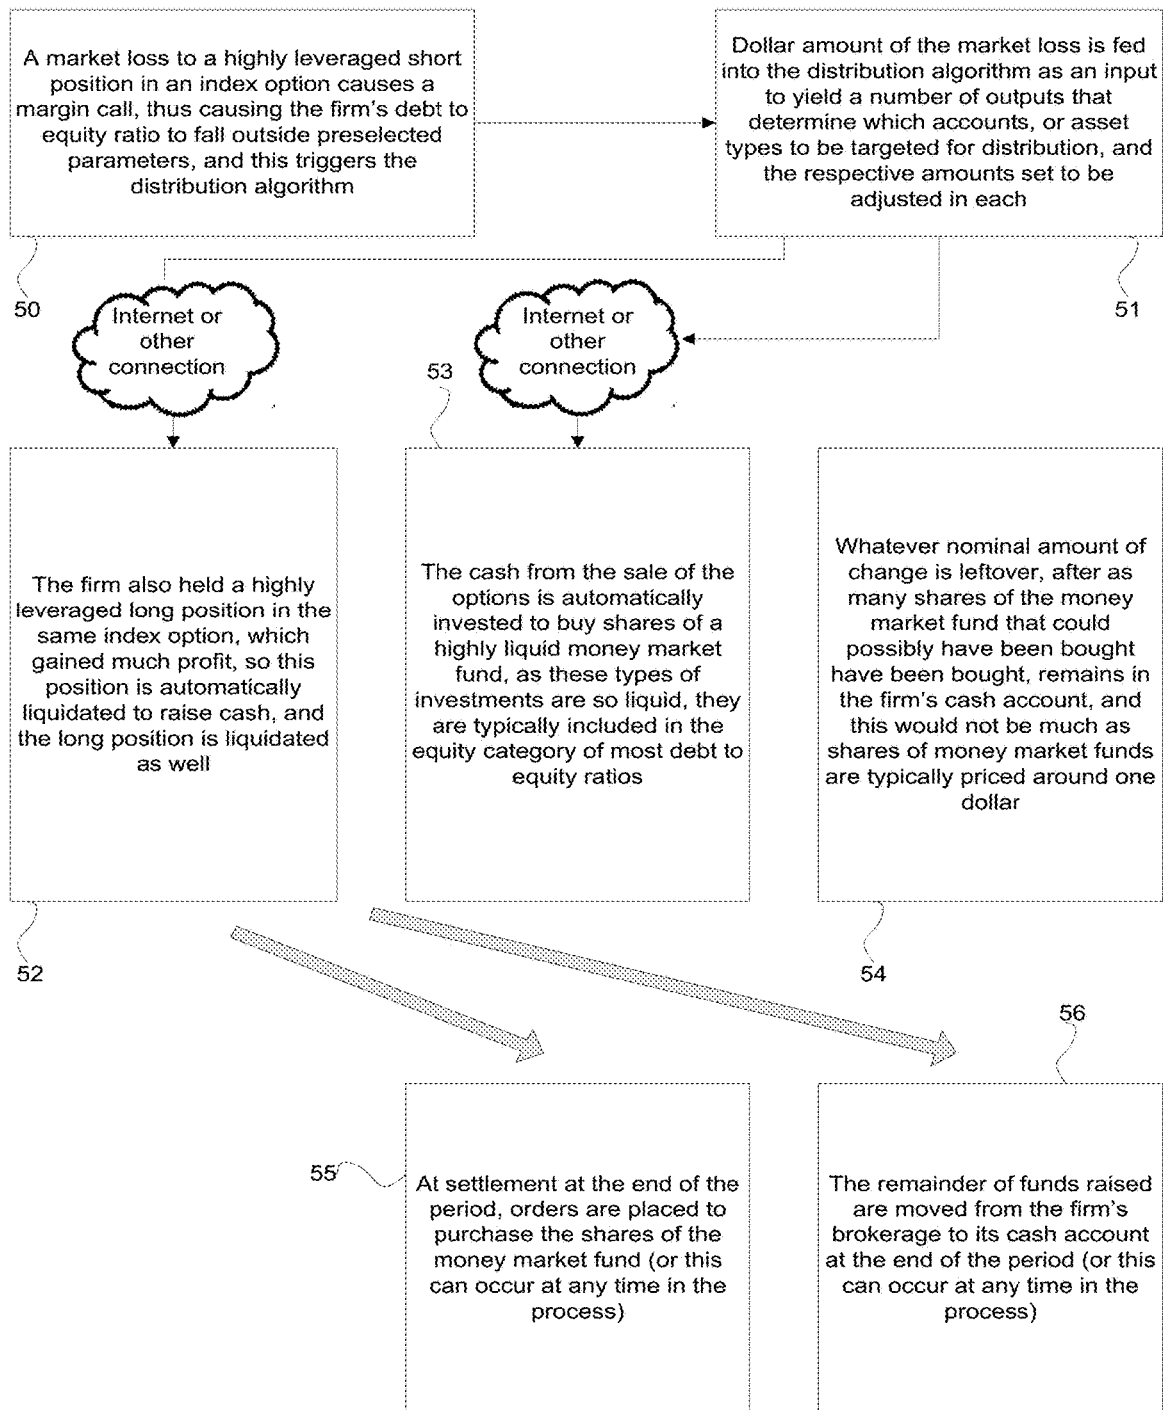 A market loss to a highly leveraged short
position in an index option causes a
margin call, thus causing the firm's debt to
equity ratio to fall outside preselected
parameters, and this triggers the
distribution algorithm
50
Dollar amount of the market loss is fed
into the distribution algorithm as an input
to yield a number of outputs that
determine which accounts, or asset
types to be targeted for distribution, and
the respective amounts set to be
adjusted in each
51
Internet or
other
connection
Internet or
other
connection
53
The firm also held a highly
leveraged long position in the
same index option, which
gained much profit, so this
position is automatically
liquidated to raise cash, and
the long position is liquidated
as well
52
The cash from the sale of the
options is automatically
invested to buy shares of a
highly liquid money market
fund, as these types of
investments are so liquid, they
are typically included in the
equity category of most debt to
equity ratios
Whatever nominal amount of
change is leftover, after as
many shares of the money
market fund that could
possibly have been bought
have been bought, remains in
the firm's cash account, and
this would not be much as
shares of money market funds
are typically priced around one
dollar
54
56
55
At settlement at the end of the
period, orders are placed to
purchase the shares of the
money market fund (or this
can occur at any time in the
process)
The remainder of funds raised
are moved from the firm's
brokerage to its cash account
at the end of the period (or this
can occur at any time in the
process)